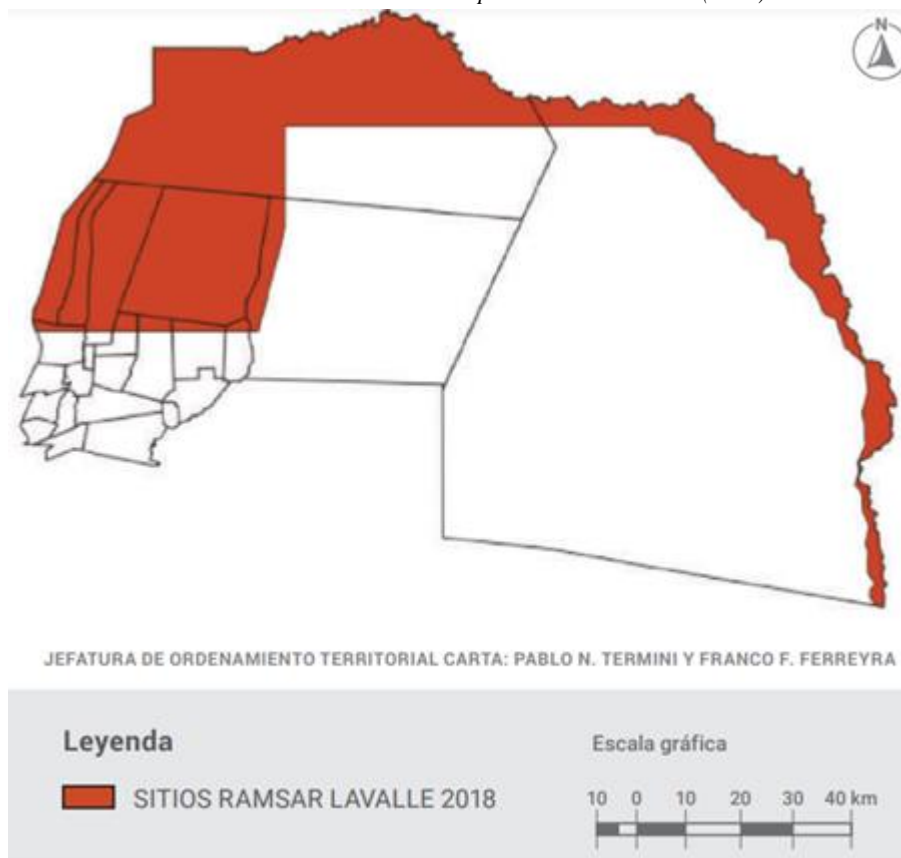 N
JEFATURA DE ORDENAMIENTO TERRITORIAL CARTA: PABLO N. TERMINI Y FRANCO F. FERREYRA
Leyenda
SITIOS RAMSAR LAVALLE 2018
Escala gráfica
10 0 10 20 30 40 km